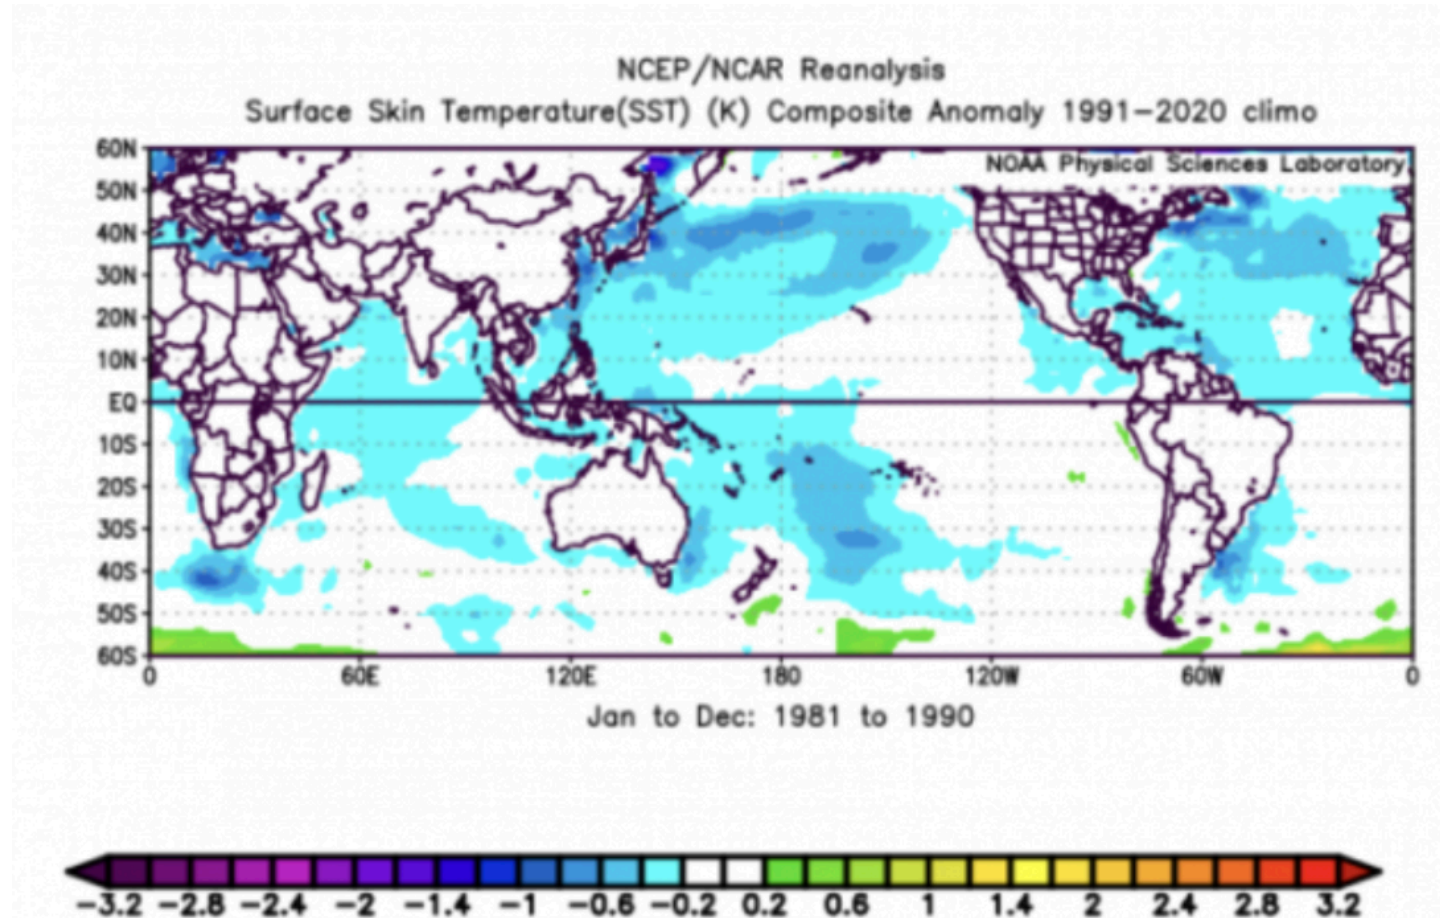 NCEP/NCAR Reanalysis
Surface Skin Temperature(SST) (K) Composite Anomaly 1991-2020 climo
NOAA Physical Sciences Laboratory
60N
50N
40N
30N
20N
10N
EQ
10S
20S
30S
40S
50S
60S
0 60E 120E 180 120W 60W 0
Jan to Dec: 1981 to 1990
-3.2 -2.8 -2.4 -2 -1.4 -1 -0.6 -0.2 0.2 0.6 1 1.4 2 2.4 2.8 3.2